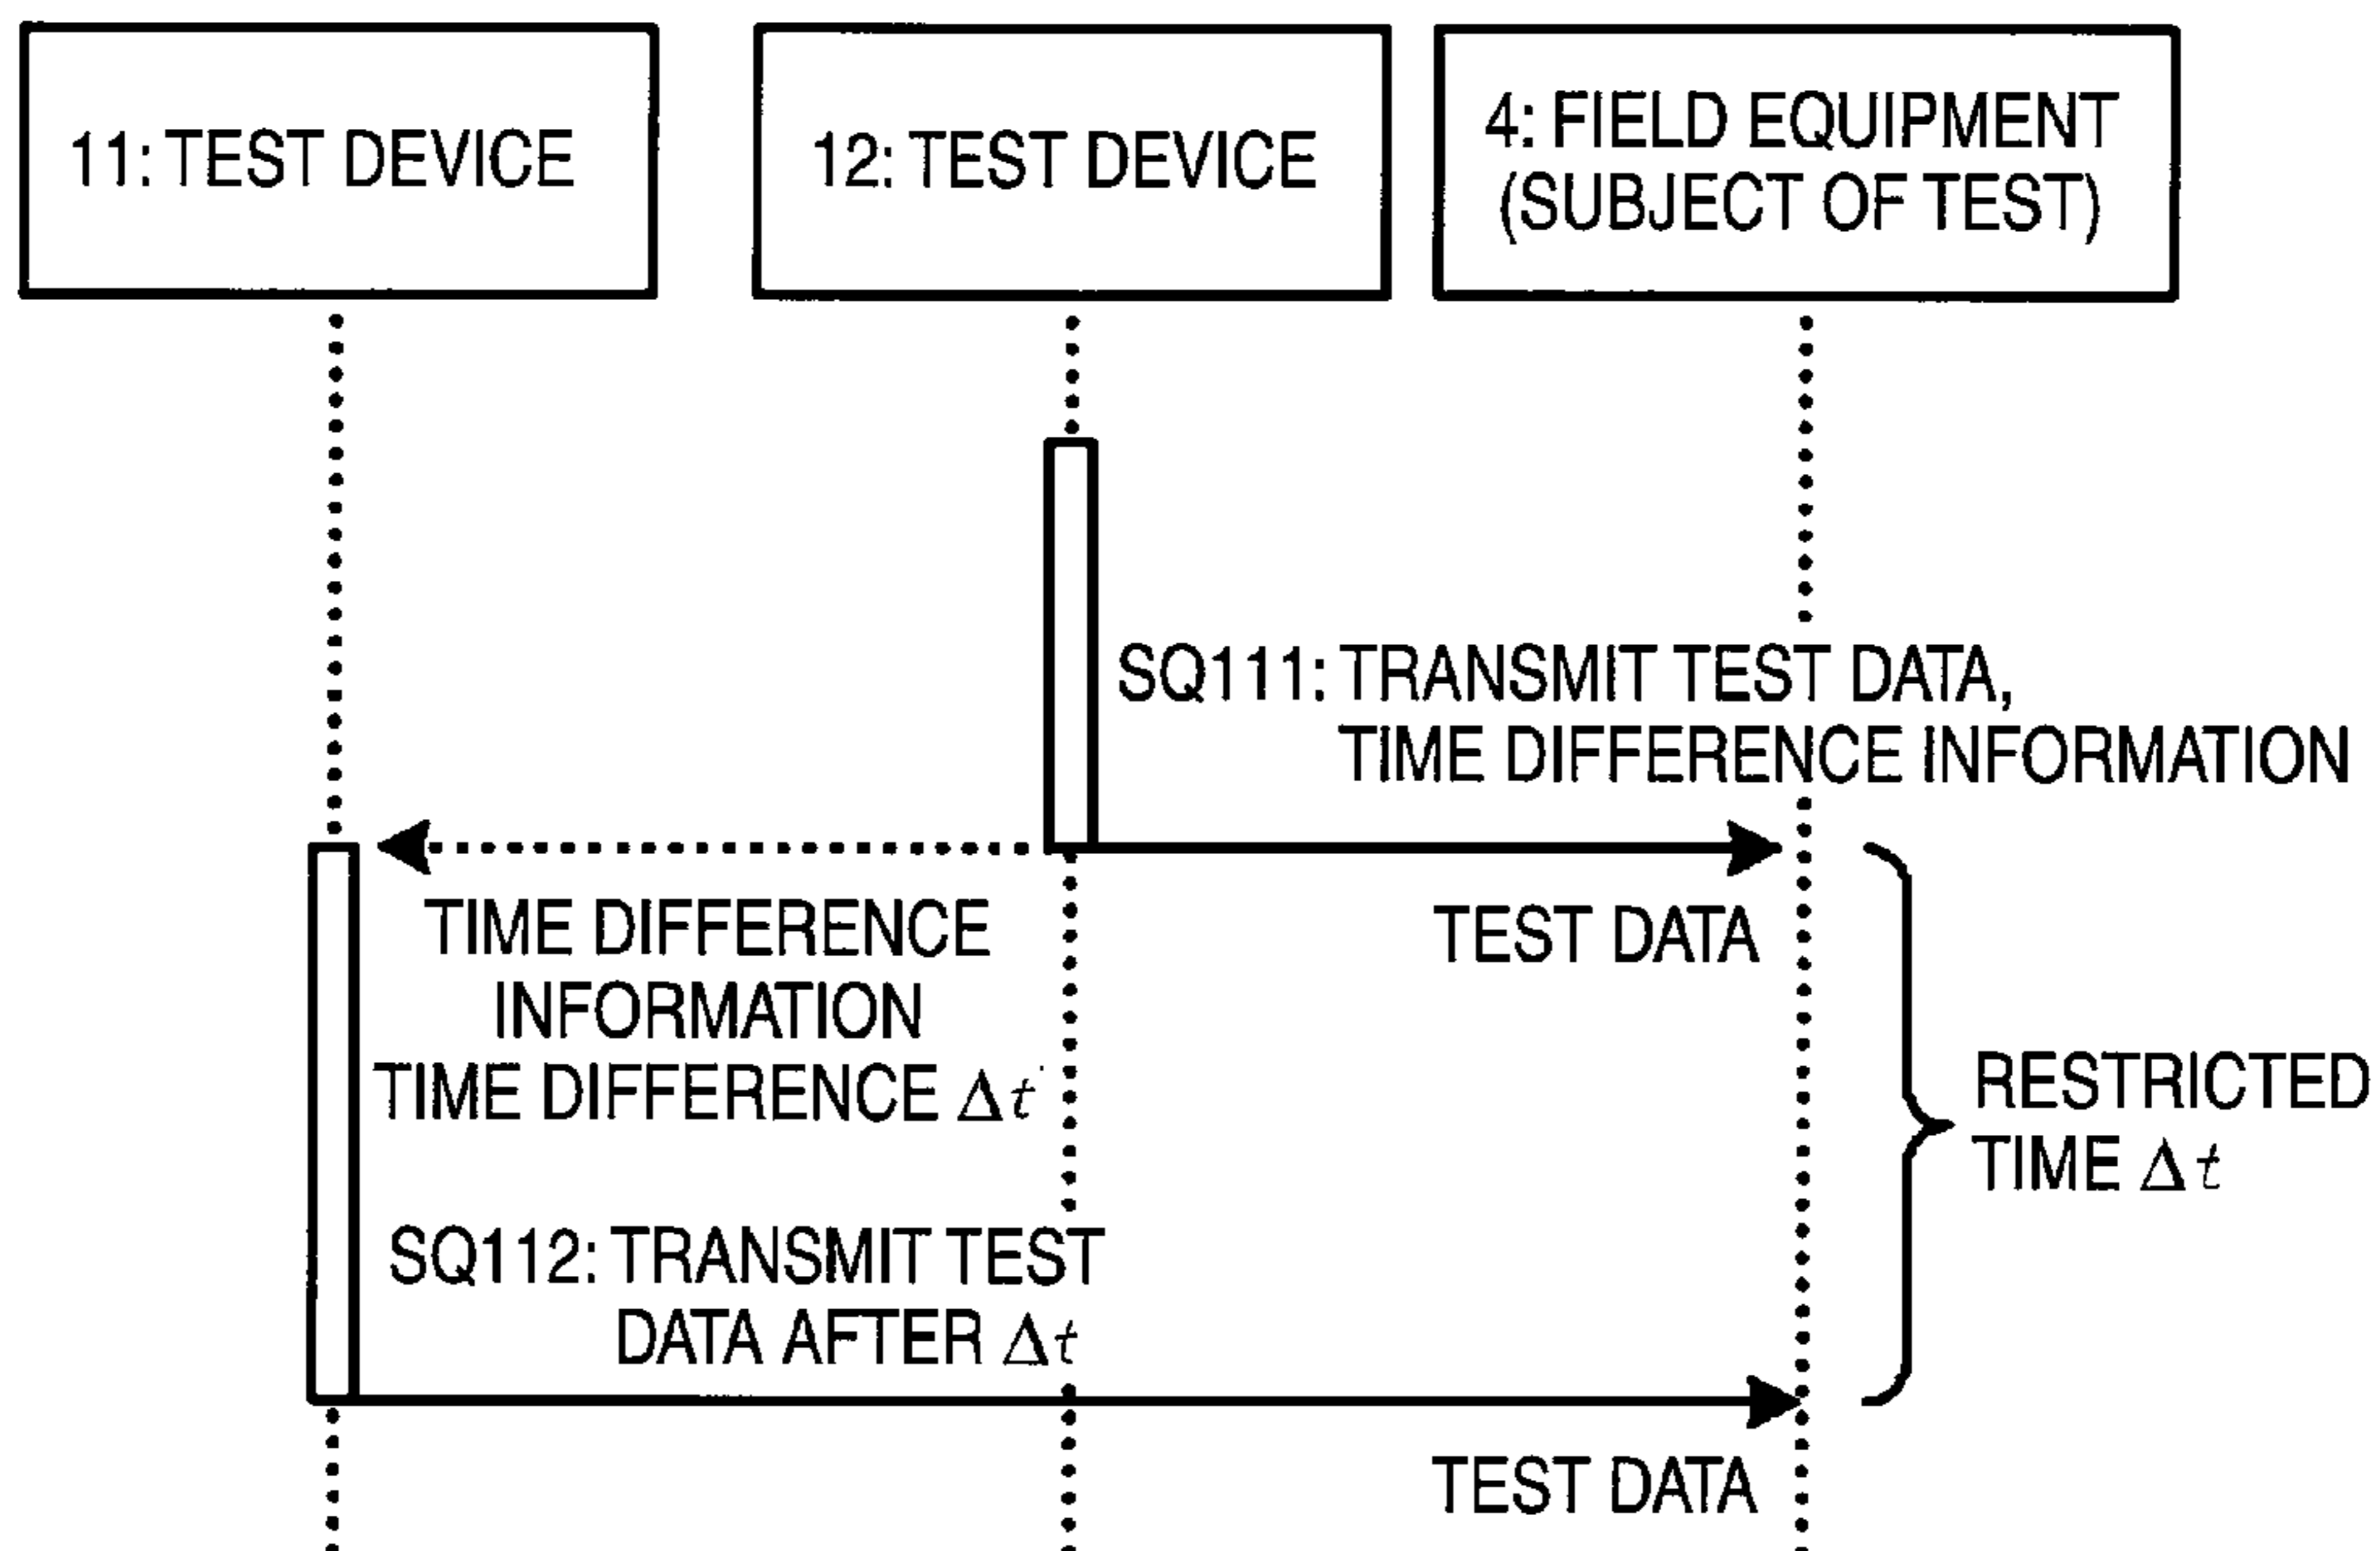 11: TEST DEVICE
12: TEST DEVICE
4: FIELD EQUIPMENT
(SUBJECT OF TEST)
SQ111: TRANSMIT TEST DATA,
TIME DIFFERENCE INFORMATION
TIME DIFFERENCE
INFORMATION
TIME DIFFERENCE Δt
TEST DATA
RESTRICTED
TIME Δt
SQ112: TRANSMIT TEST
DATA AFTER Δt
TEST DATA